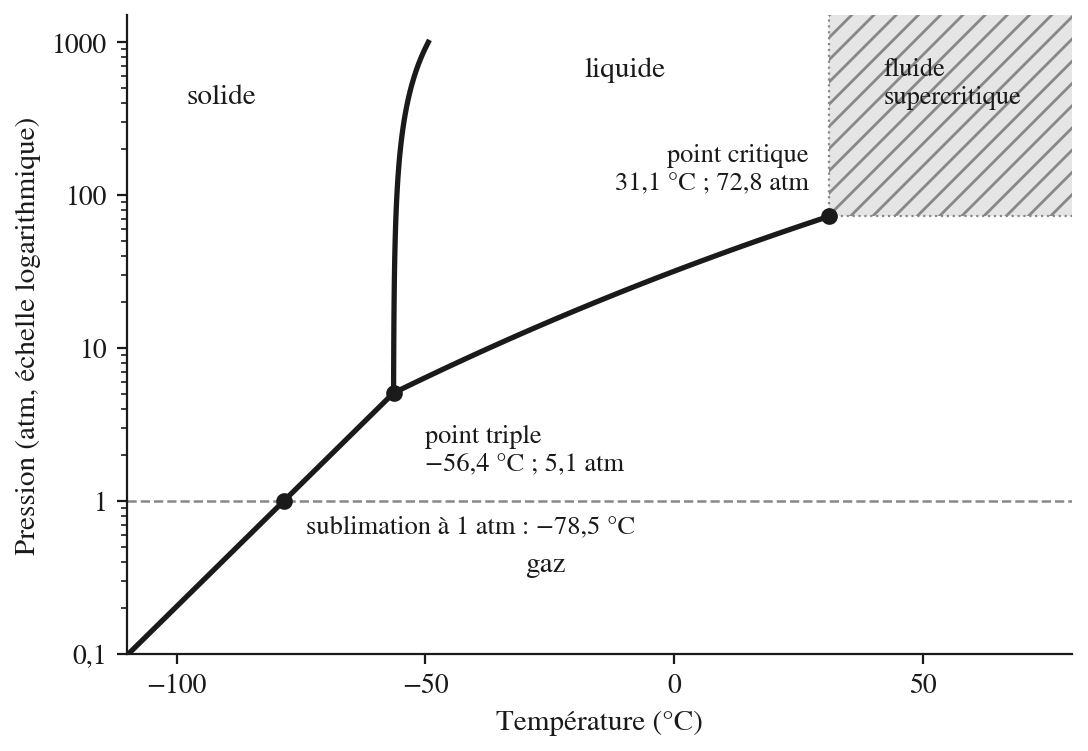 1000
100
10
1
0,1
Pression (atm, échelle logarithmique)
solide
liquide
fluide
supercritique
point critique
31,1 °C ; 72,8 atm
point triple
−56,4 °C ; 5,1 atm
sublimation à 1 atm : −78,5 °C
gaz
−100
−50
0
50
Température (°C)